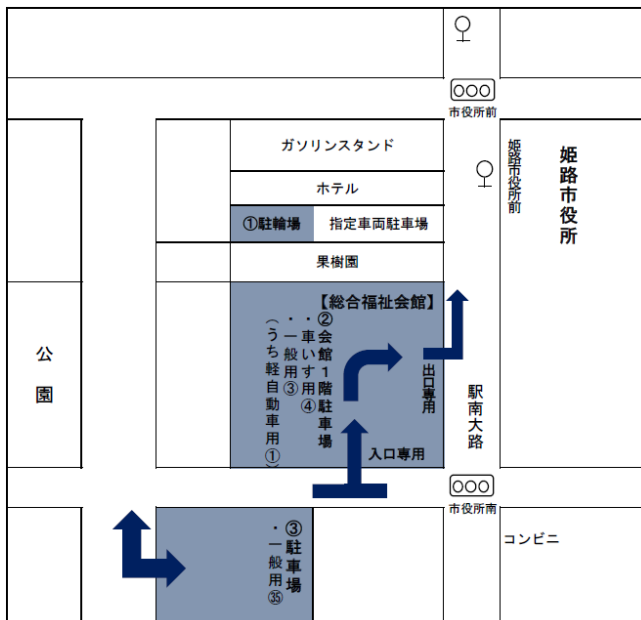 市役所前
ガソリンスタンド
ホテル
①駐輪場
指定車両駐車場
果樹園
姫路市役所前
姫路市役所
【総合福祉会館】
②会館1階駐車場
・車いす用④
・一般用③
(うち軽自動車用①)
出口専用
入口専用
公園
駅南大路
市役所南
コンビニ
③駐車場
・一般用㉟